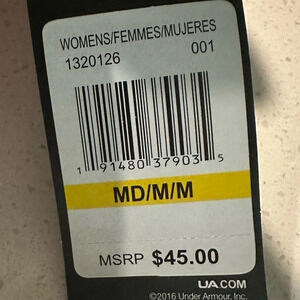 WOMENS/FEMMES/MUJERES
1320126 001
1 91480 37903 5
MD/M/M
MSRP $45.00
UA.COM
©2016 Under Armour, Inc.